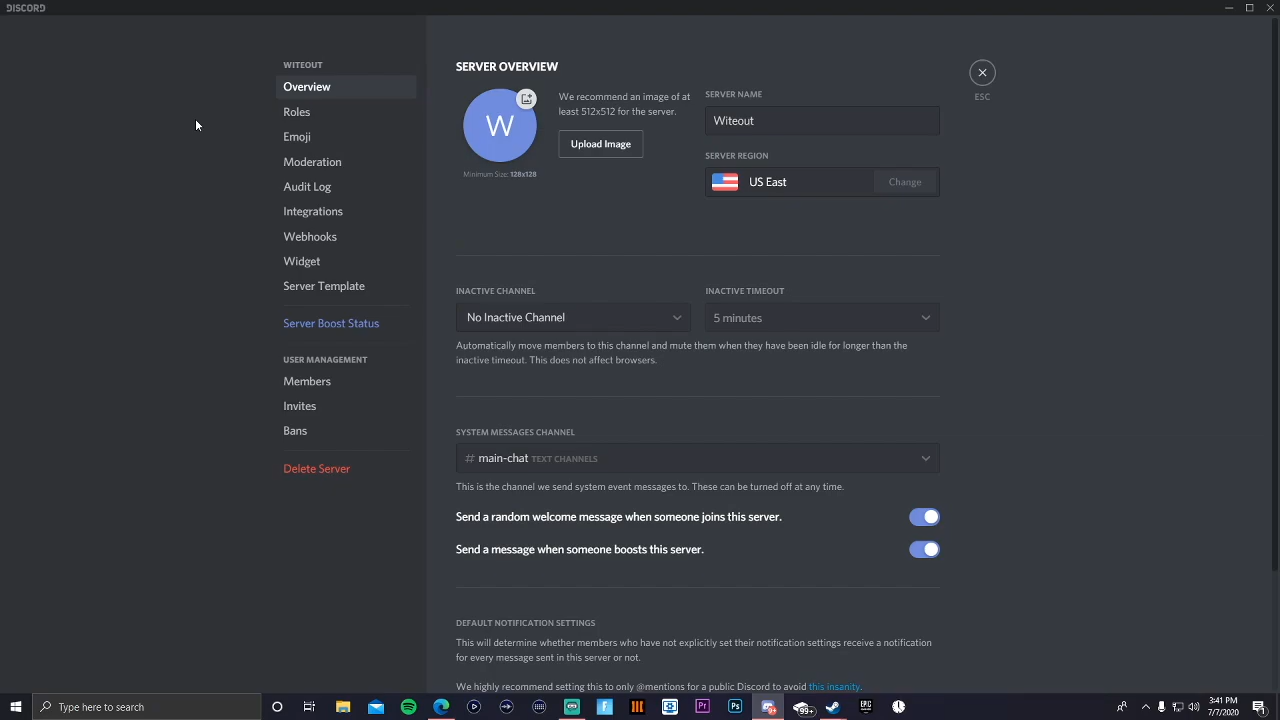 DISCORD
WITEOUT
Overview
Roles
Emoji
Moderation
Audit Log
Integrations
Webhooks
Widget
Server Template
Server Boost Status
USER MANAGEMENT
Members
Invites
Bans
Delete Server
SERVER OVERVIEW
W
Minimum Size: 128x128
We recommend an image of at
least 512x512 for the server.
Upload Image
SERVER NAME
Witeout
SERVER REGION
US East
Change
ESC
INACTIVE CHANNEL
No Inactive Channel
INACTIVE TIMEOUT
5 minutes
Automatically move members to this channel and mute them when they have been idle for longer than the
inactive timeout. This does not affect browsers.
SYSTEM MESSAGES CHANNEL
# main-chat TEXT CHANNELS
This is the channel we send system event messages to. These can be turned off at any time.
Send a random welcome message when someone joins this server.
Send a message when someone boosts this server.
DEFAULT NOTIFICATION SETTINGS
This will determine whether members who have not explicitly set their notification settings receive a notification
for every message sent in this server or not.
We highly recommend setting this to only @mentions for a public Discord to avoid this insanity.
Type here to search
Pr
Ps
99+
EPIC
3:41 PM
7/7/2020